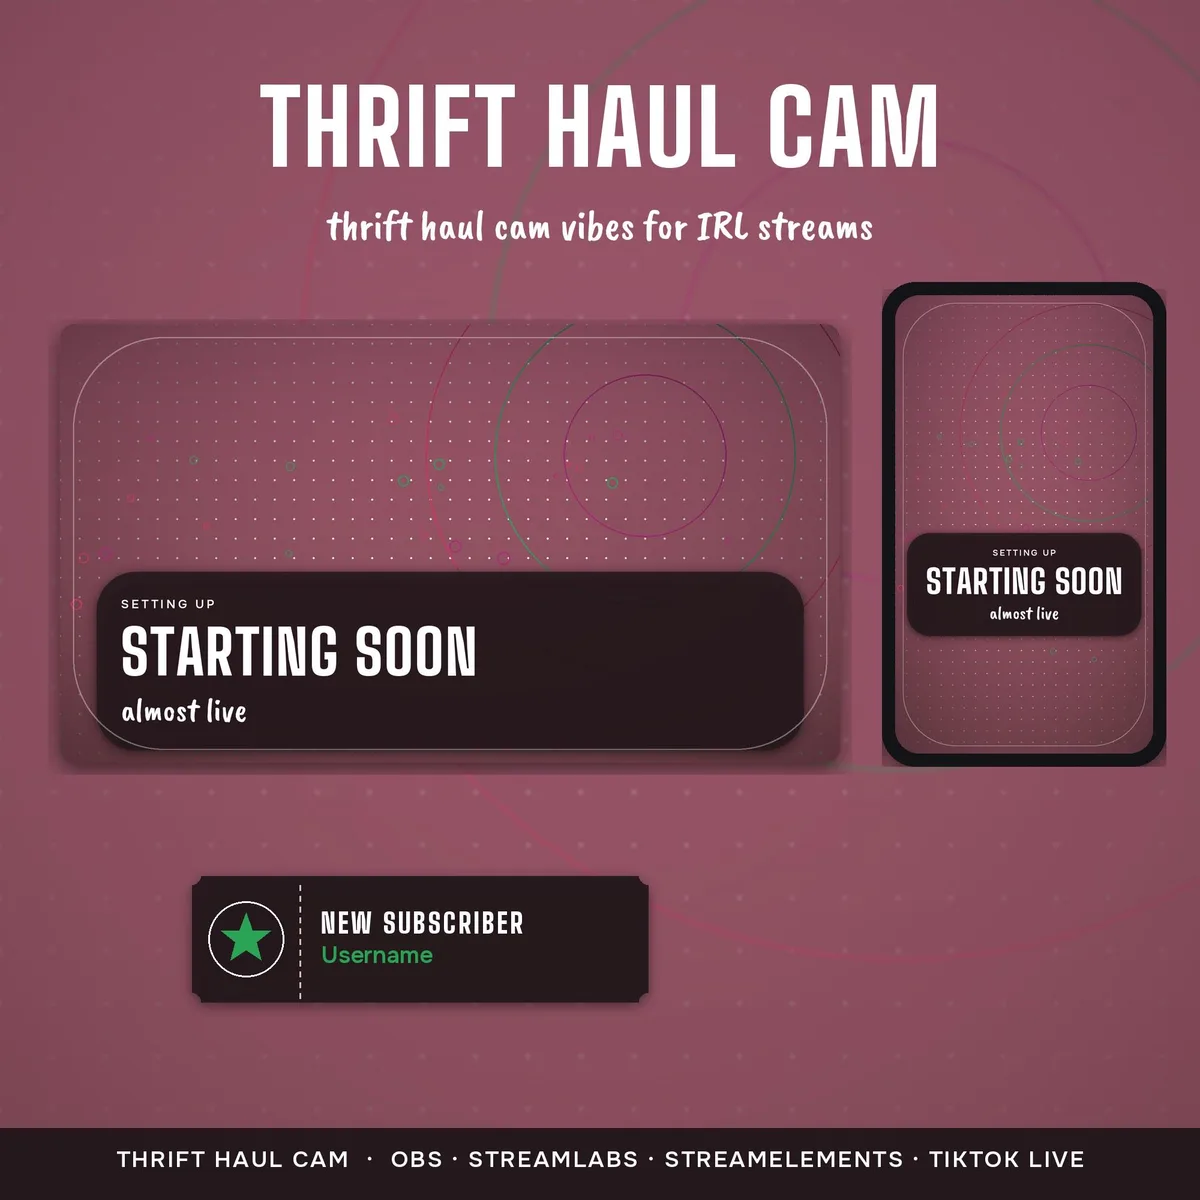 THRIFT HAUL CAM
thrift haul cam vibes for IRL streams
SETTING UP
STARTING SOON
almost live
SETTING UP
STARTING SOON
almost live
NEW SUBSCRIBER
Username
THRIFT HAUL CAM · OBS · STREAMLABS · STREAMELEMENTS · TIKTOK LIVE